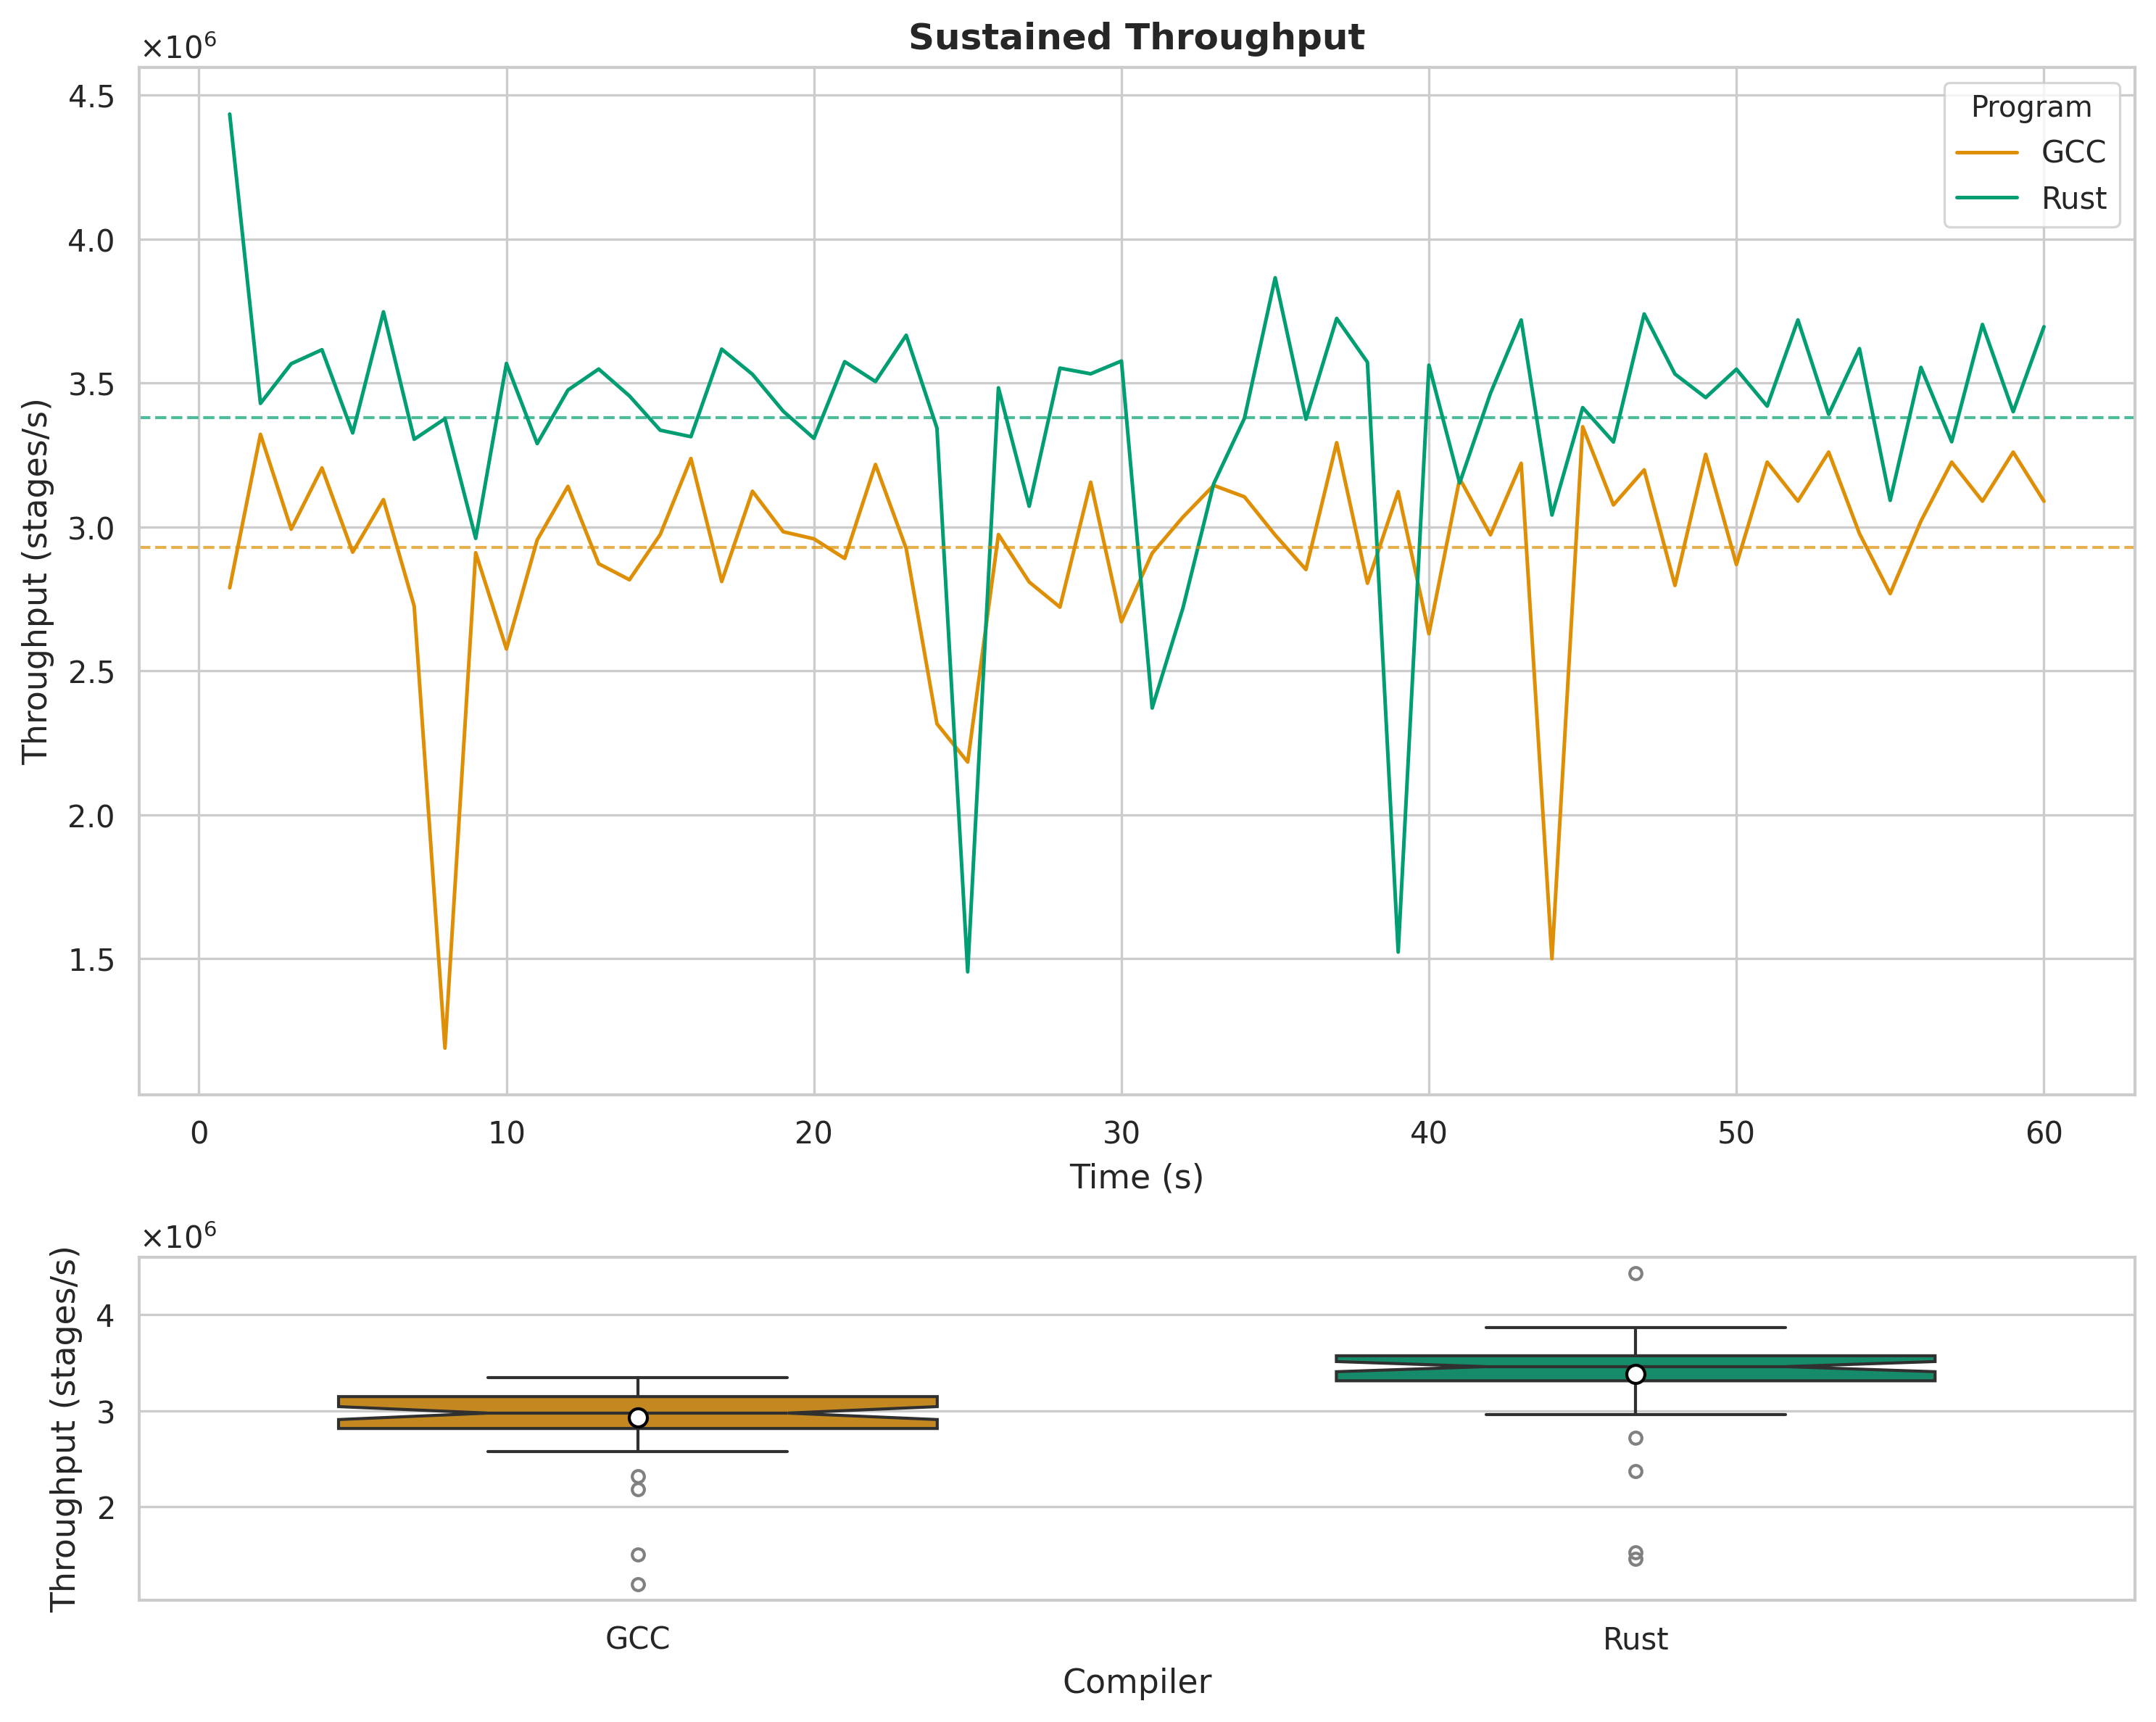 Sustained Throughput
×10⁶
4.5
4.0
3.5
3.0
2.5
2.0
1.5
Throughput (stages/s)
Program
GCC
Rust
0 10 20 30 40 50 60
Time (s)
×10⁶
4
3
2
Throughput (stages/s)
GCC Rust
Compiler